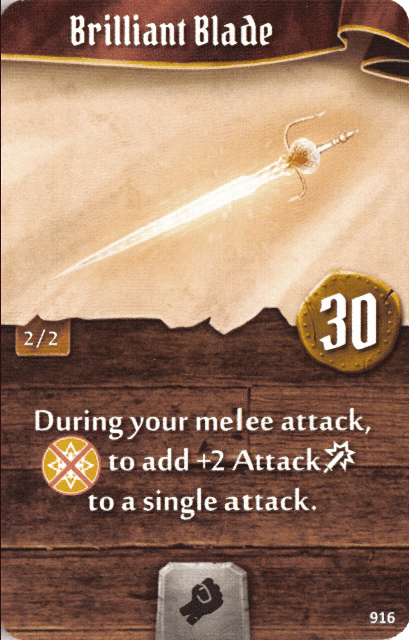 Brilliant Blade
2/2
30
During your melee attack,
to add +2 Attack
to a single attack.
916